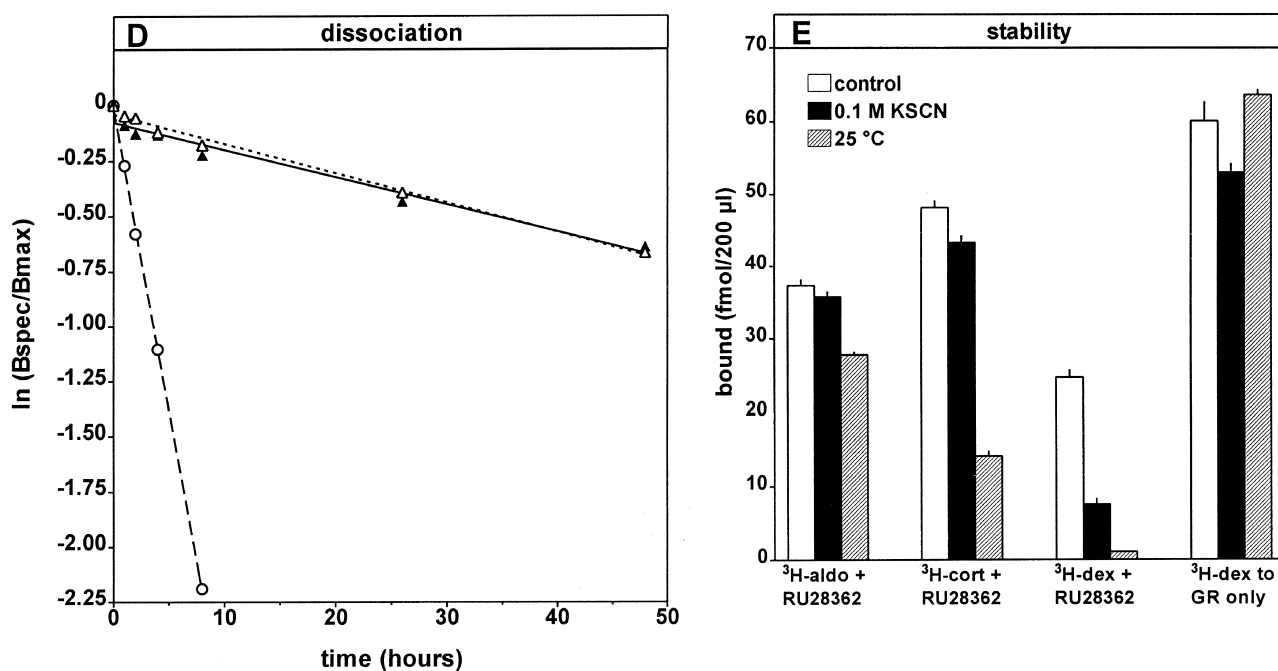 D dissociation
0
-0.25
-0.50
-0.75
-1.00
-1.25
-1.50
-1.75
-2.00
-2.25
ln (Bspec/Bmax)
0 10 20 30 40 50
time (hours)
E stability
70
60
50
40
30
20
10
0
bound (fmol/200 µl)
control
0.1 M KSCN
25 °C
³H-aldo +
RU28362
³H-cort +
RU28362
³H-dex +
RU28362
³H-dex to
GR only